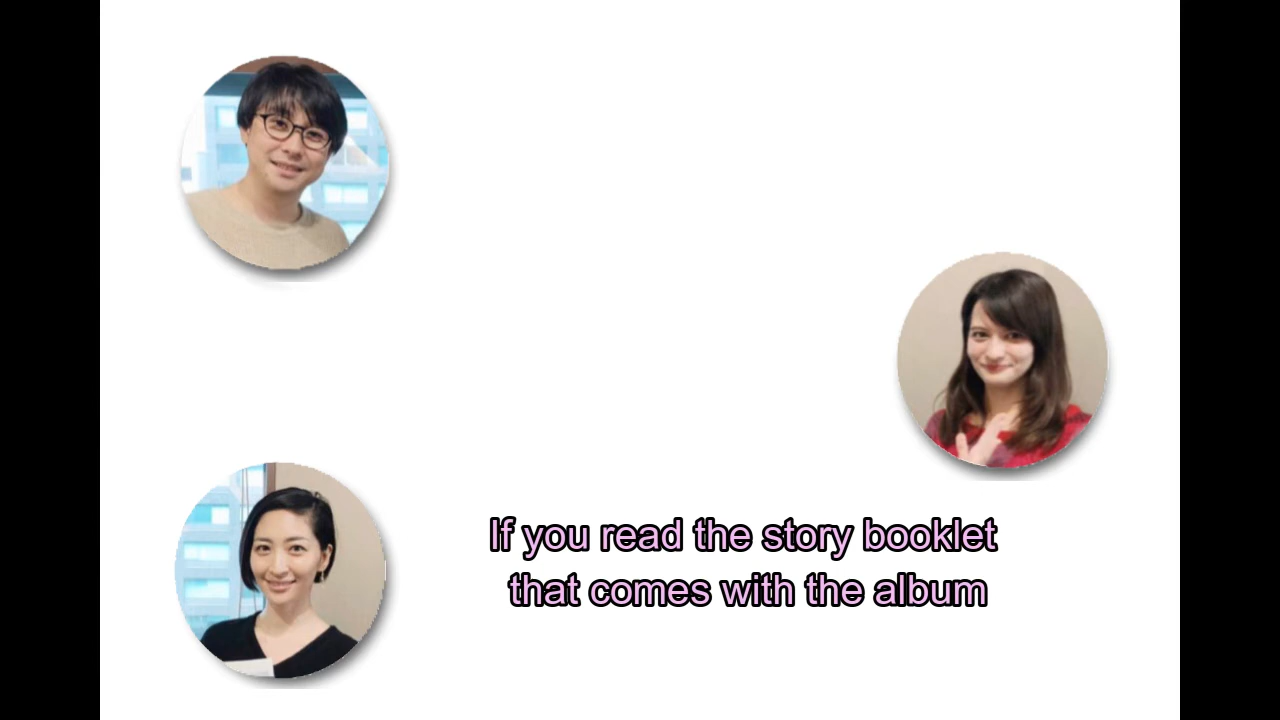 If you read the story booklet
that comes with the album